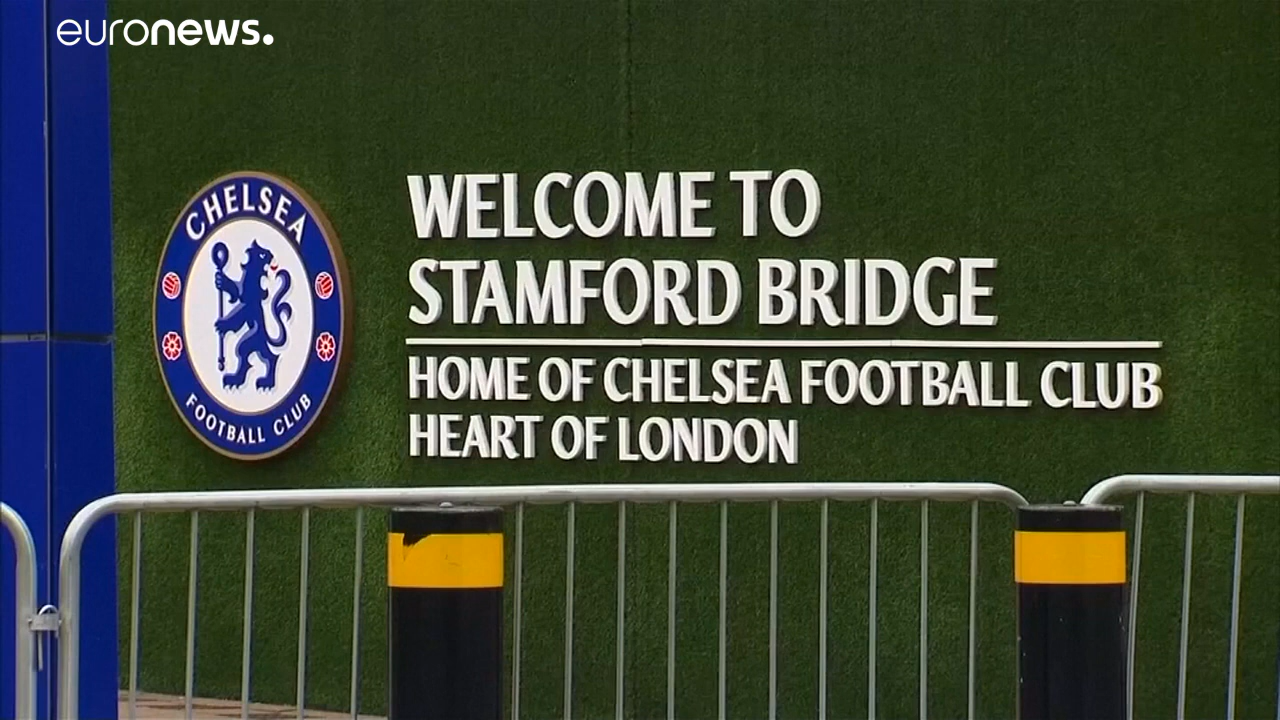 euronews.
CHELSEA
FOOTBALL CLUB
WELCOME TO
STAMFORD BRIDGE
HOME OF CHELSEA FOOTBALL CLUB
HEART OF LONDON